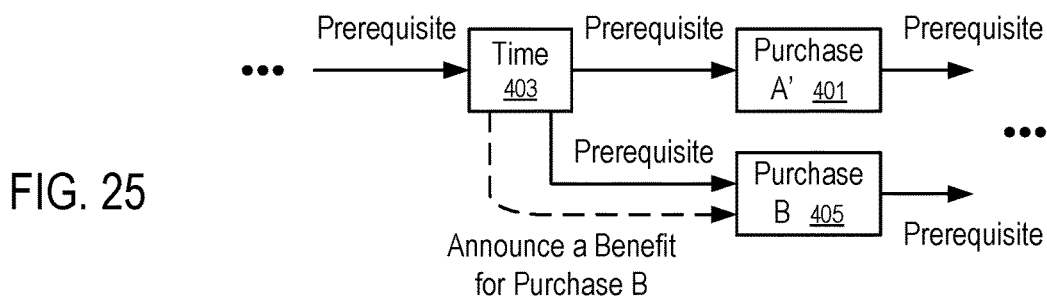 Prerequisite Prerequisite Prerequisite
Time
403
Purchase
A' 401
Prerequisite
Purchase
B 405
Prerequisite
FIG. 25
Announce a Benefit
for Purchase B